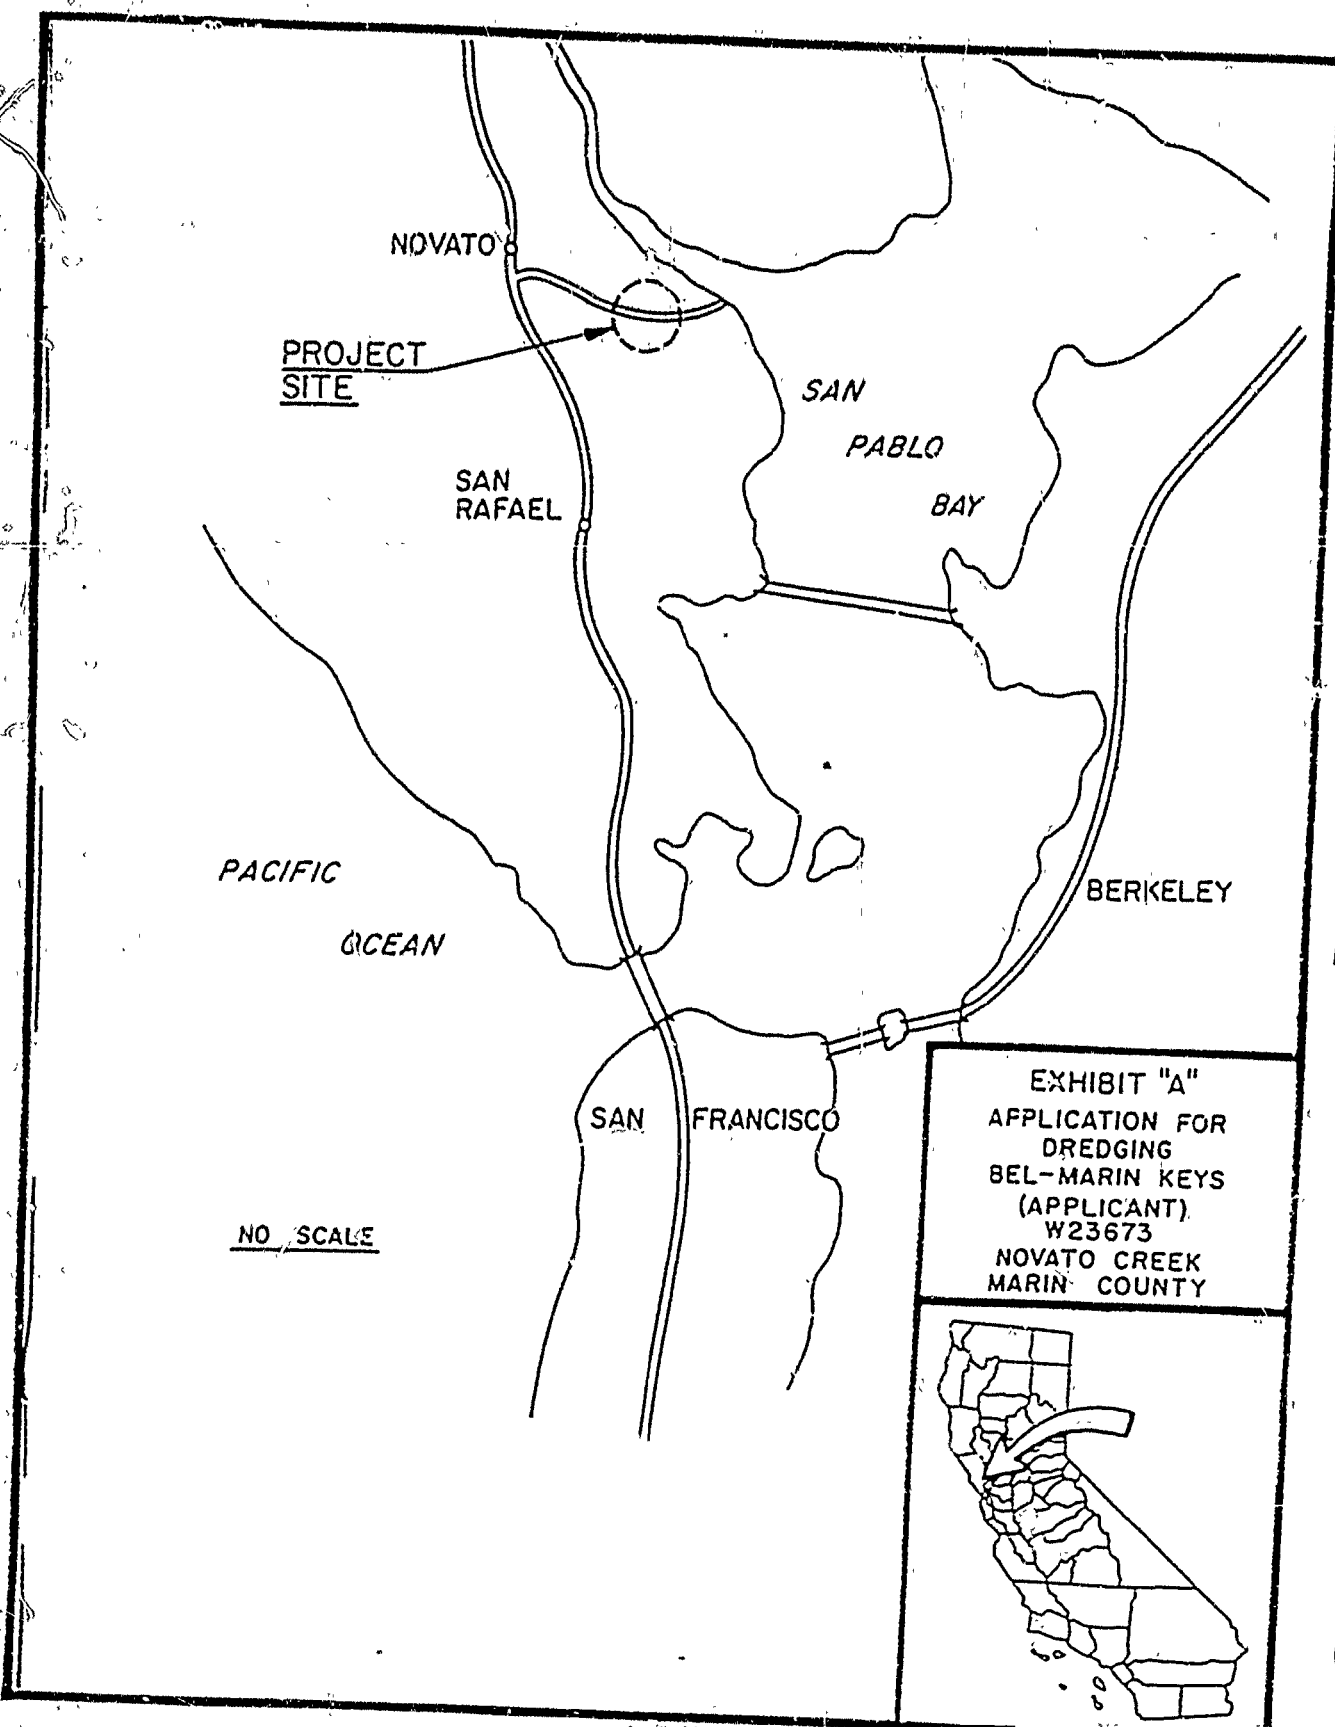 NOVATO
PROJECT
SITE
SAN
PABLO
BAY
SAN
RAFAEL
PACIFIC
OCEAN
BERKELEY
SAN FRANCISCO
NO SCALE
EXHIBIT "A"
APPLICATION FOR
DREDGING
BEL-MARIN KEYS
(APPLICANT)
W23673
NOVATO CREEK
MARIN COUNTY